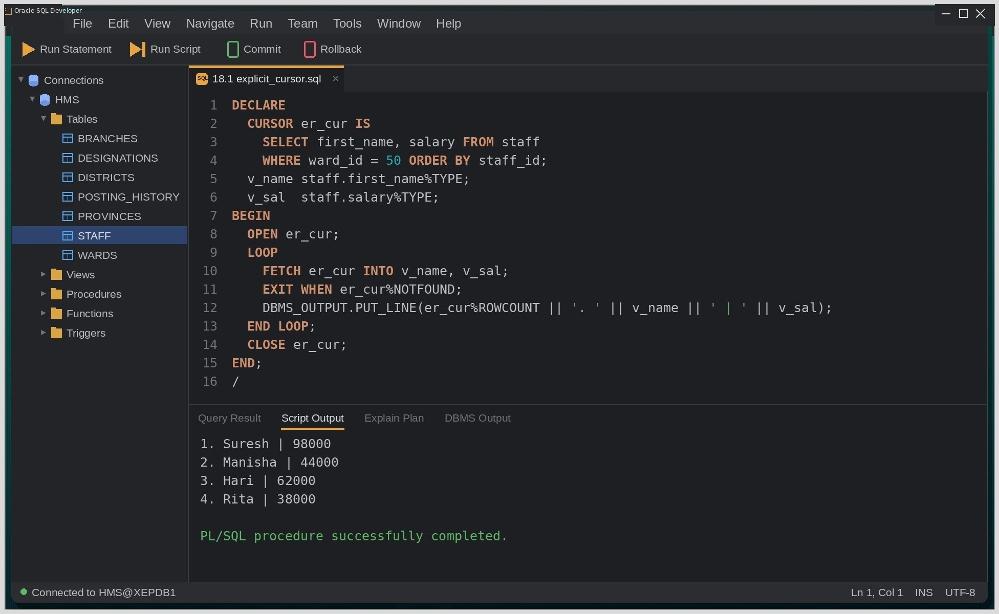 Oracle SQL Developer
File Edit View Navigate Run Team Tools Window Help
Run Statement Run Script Commit Rollback
Connections
HMS
Tables
BRANCHES
DESIGNATIONS
DISTRICTS
POSTING_HISTORY
PROVINCES
STAFF
WARDS
Views
Procedures
Functions
Triggers
SQL 18.1 explicit_cursor.sql ×
1 DECLARE
2   CURSOR er_cur IS
3     SELECT first_name, salary FROM staff
4     WHERE ward_id = 50 ORDER BY staff_id;
5   v_name staff.first_name%TYPE;
6   v_sal  staff.salary%TYPE;
7 BEGIN
8   OPEN er_cur;
9   LOOP
10     FETCH er_cur INTO v_name, v_sal;
11     EXIT WHEN er_cur%NOTFOUND;
12     DBMS_OUTPUT.PUT_LINE(er_cur%ROWCOUNT || '. ' || v_name || ' | ' || v_sal);
13   END LOOP;
14   CLOSE er_cur;
15 END;
16 /
Query Result Script Output Explain Plan DBMS Output
1. Suresh | 98000
2. Manisha | 44000
3. Hari | 62000
4. Rita | 38000
PL/SQL procedure successfully completed.
Connected to HMS@XEPDB1 Ln 1, Col 1 INS UTF-8